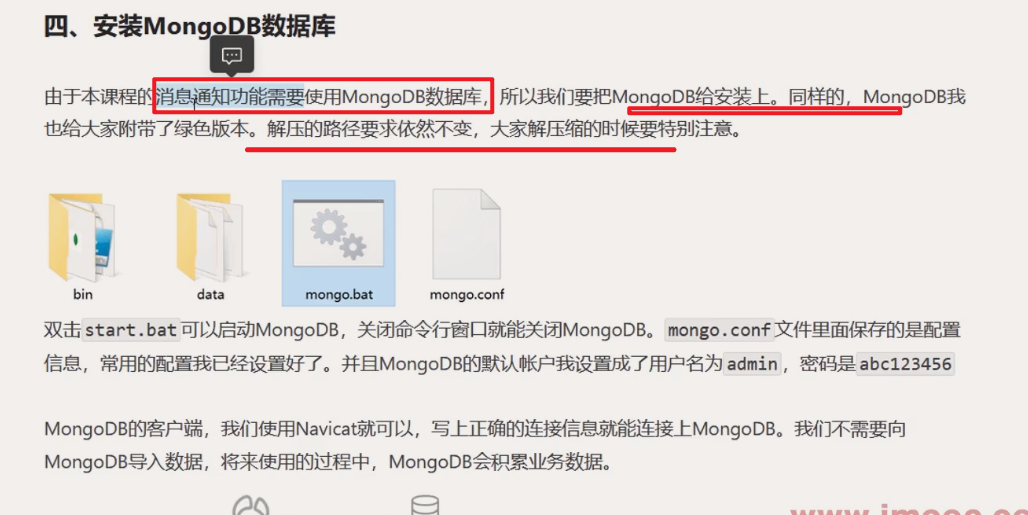 四、安装MongoDB数据库
由于本课程的消息通知功能需要使用MongoDB数据库，所以我们要把MongoDB给安装上。同样的，MongoDB我
也给大家附带了绿色版本。解压的路径要求依然不变，大家解压缩的时候要特别注意。
bin data mongo.bat mongo.conf
双击start.bat可以启动MongoDB，关闭命令行窗口就能关闭MongoDB。mongo.conf文件里面保存的是配置
信息，常用的配置我已经设置好了。并且MongoDB的默认帐户我设置成了用户名为admin，密码是abc123456
MongoDB的客户端，我们使用Navicat就可以，写上正确的连接信息就能连接上MongoDB。我们不需要向
MongoDB导入数据，将来使用的过程中，MongoDB会积累业务数据。